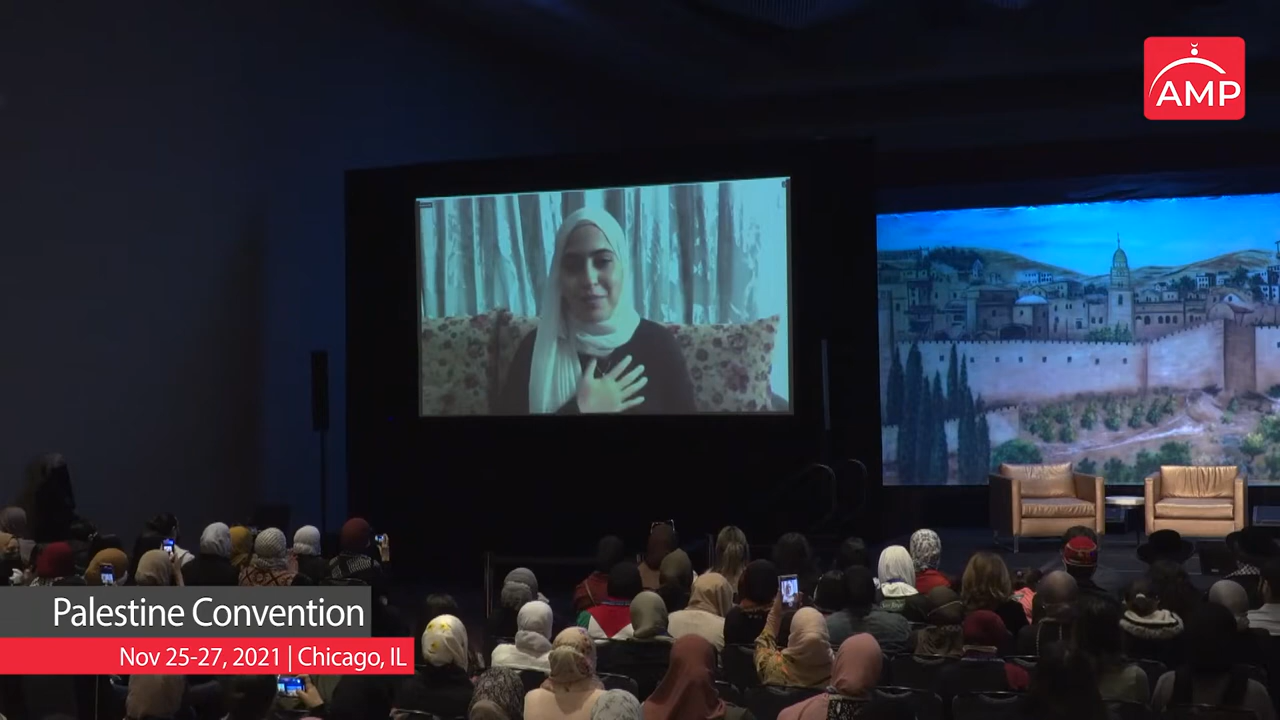 AMP
Palestine Convention
Nov 25-27, 2021 | Chicago, IL